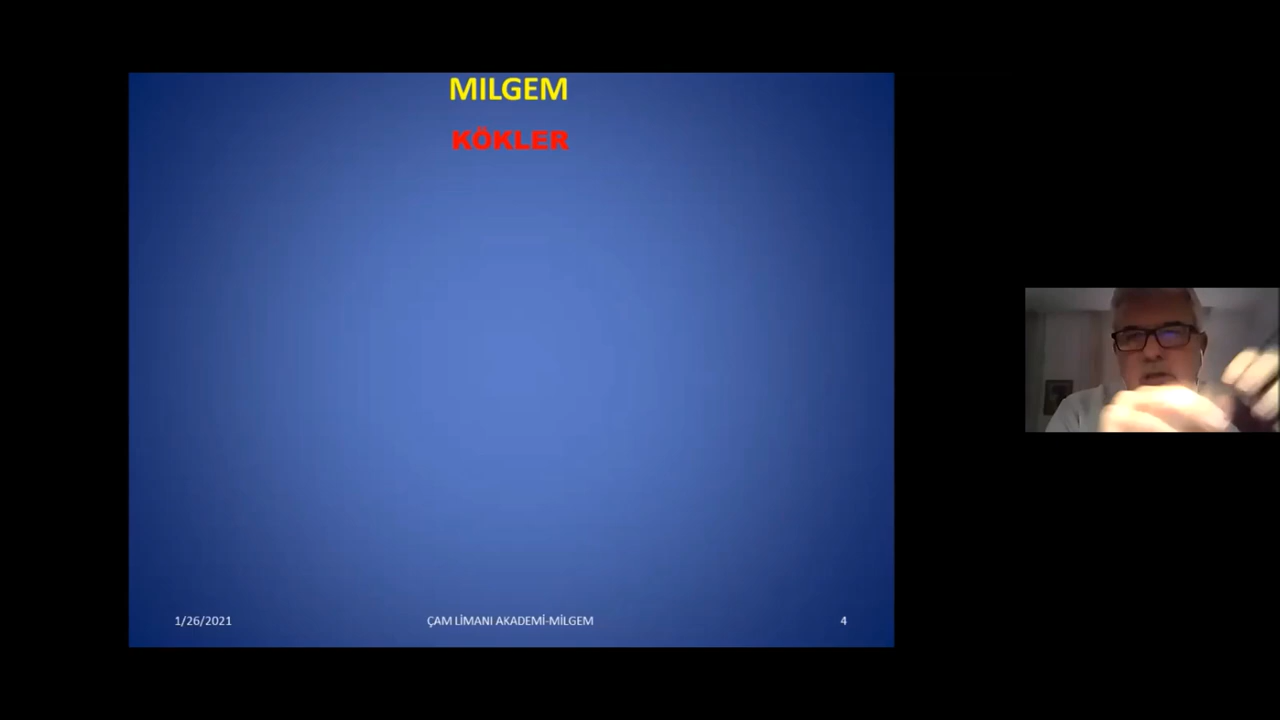 MILGEM
KÖKLER
1/26/2021
ÇAM LİMANI AKADEMİ-MİLGEM
4